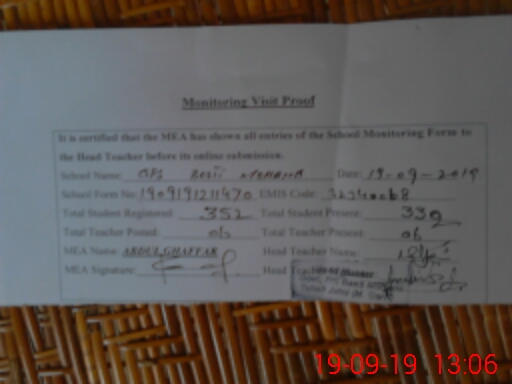 Monitoring Visit Proof
It is certified that the MEA has shown all entries of the School Monitoring Form to
the Head Teacher before its online submission.
School Name: GPS Basti Date: 19-09-2019
School Form No: 1909191211470 EMIS Code:
Total Student Registered: 352 Total Student Present: 339
Total Teacher Posted: 06 Total Teacher Present: 06
MEA Name: ABDUL GHAFFAR Head Teacher Name:
MEA Signature: Head Teacher
19-09-19 13:06